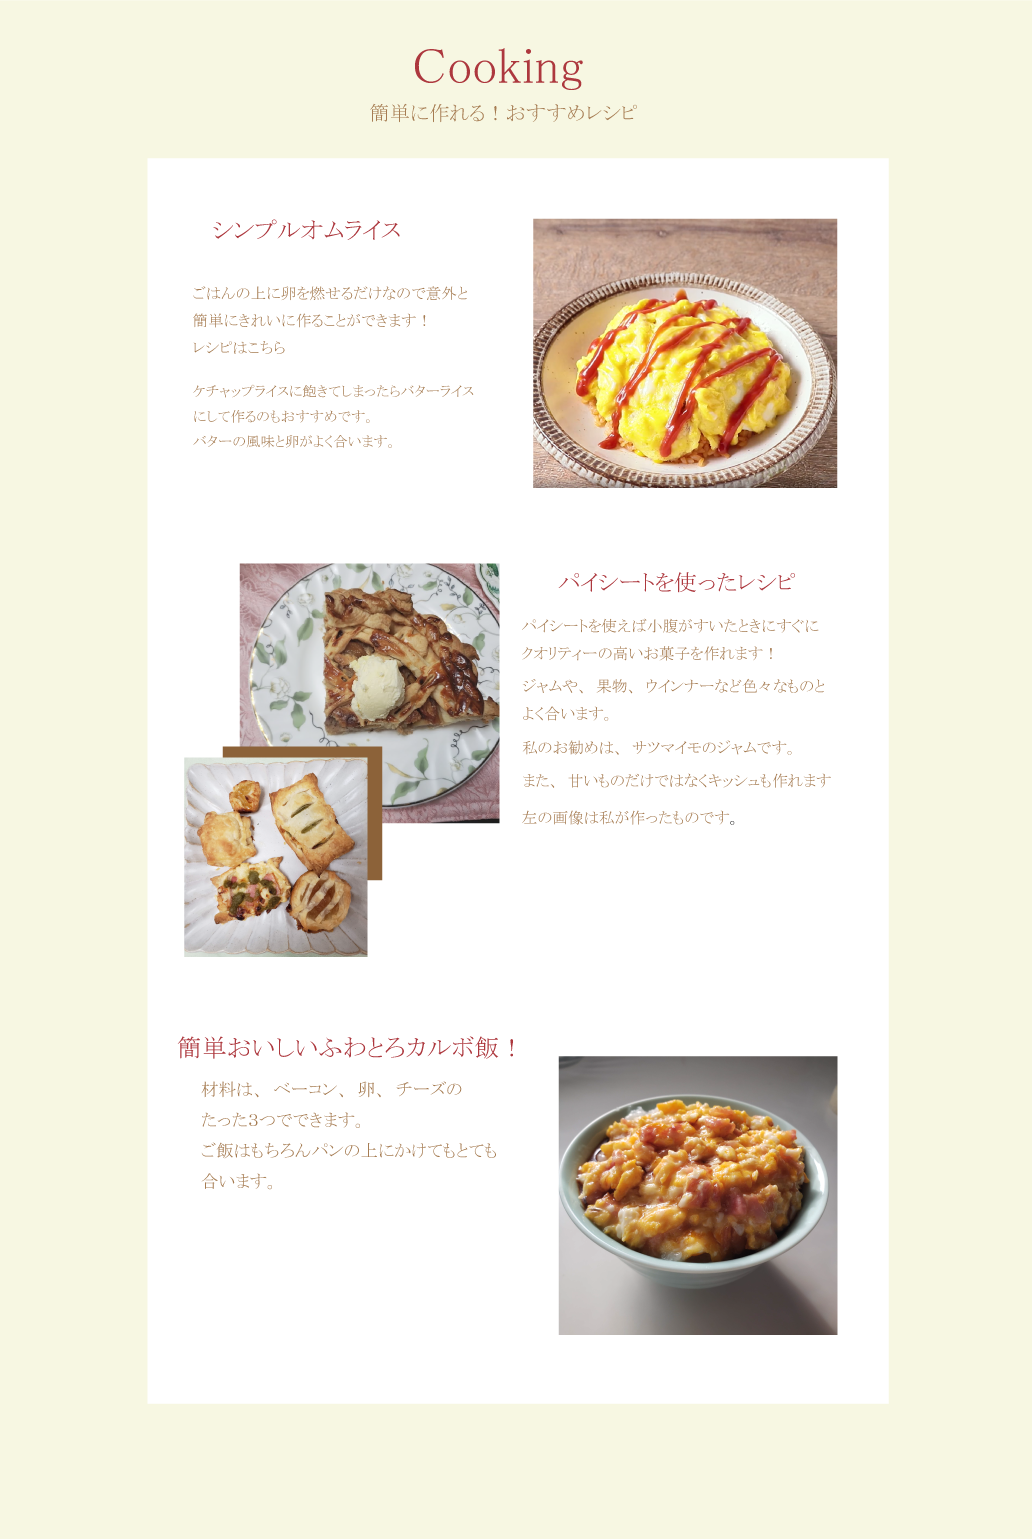 Cooking
簡単に作れる！おすすめレシピ
シンプルオムライス
ごはんの上に卵を燃せるだけなので意外と
簡単にきれいに作ることができます！
レシピはこちら
ケチャップライスに飽きてしまったらバターライス
にして作るのもおすすめです。
バターの風味と卵がよく合います。
パイシートを使ったレシピ
パイシートを使えば小腹がすいたときにすぐに
クオリティーの高いお菓子を作れます！
ジャムや、果物、ウインナーなど色々なものと
よく合います。
私のお勧めは、サツマイモのジャムです。
また、甘いものだけではなくキッシュも作れます
左の画像は私が作ったものです。
簡単おいしいふわとろカルボ飯！
材料は、ベーコン、卵、チーズの
たった3つでできます。
ご飯はもちろんパンの上にかけてもとても
合います。